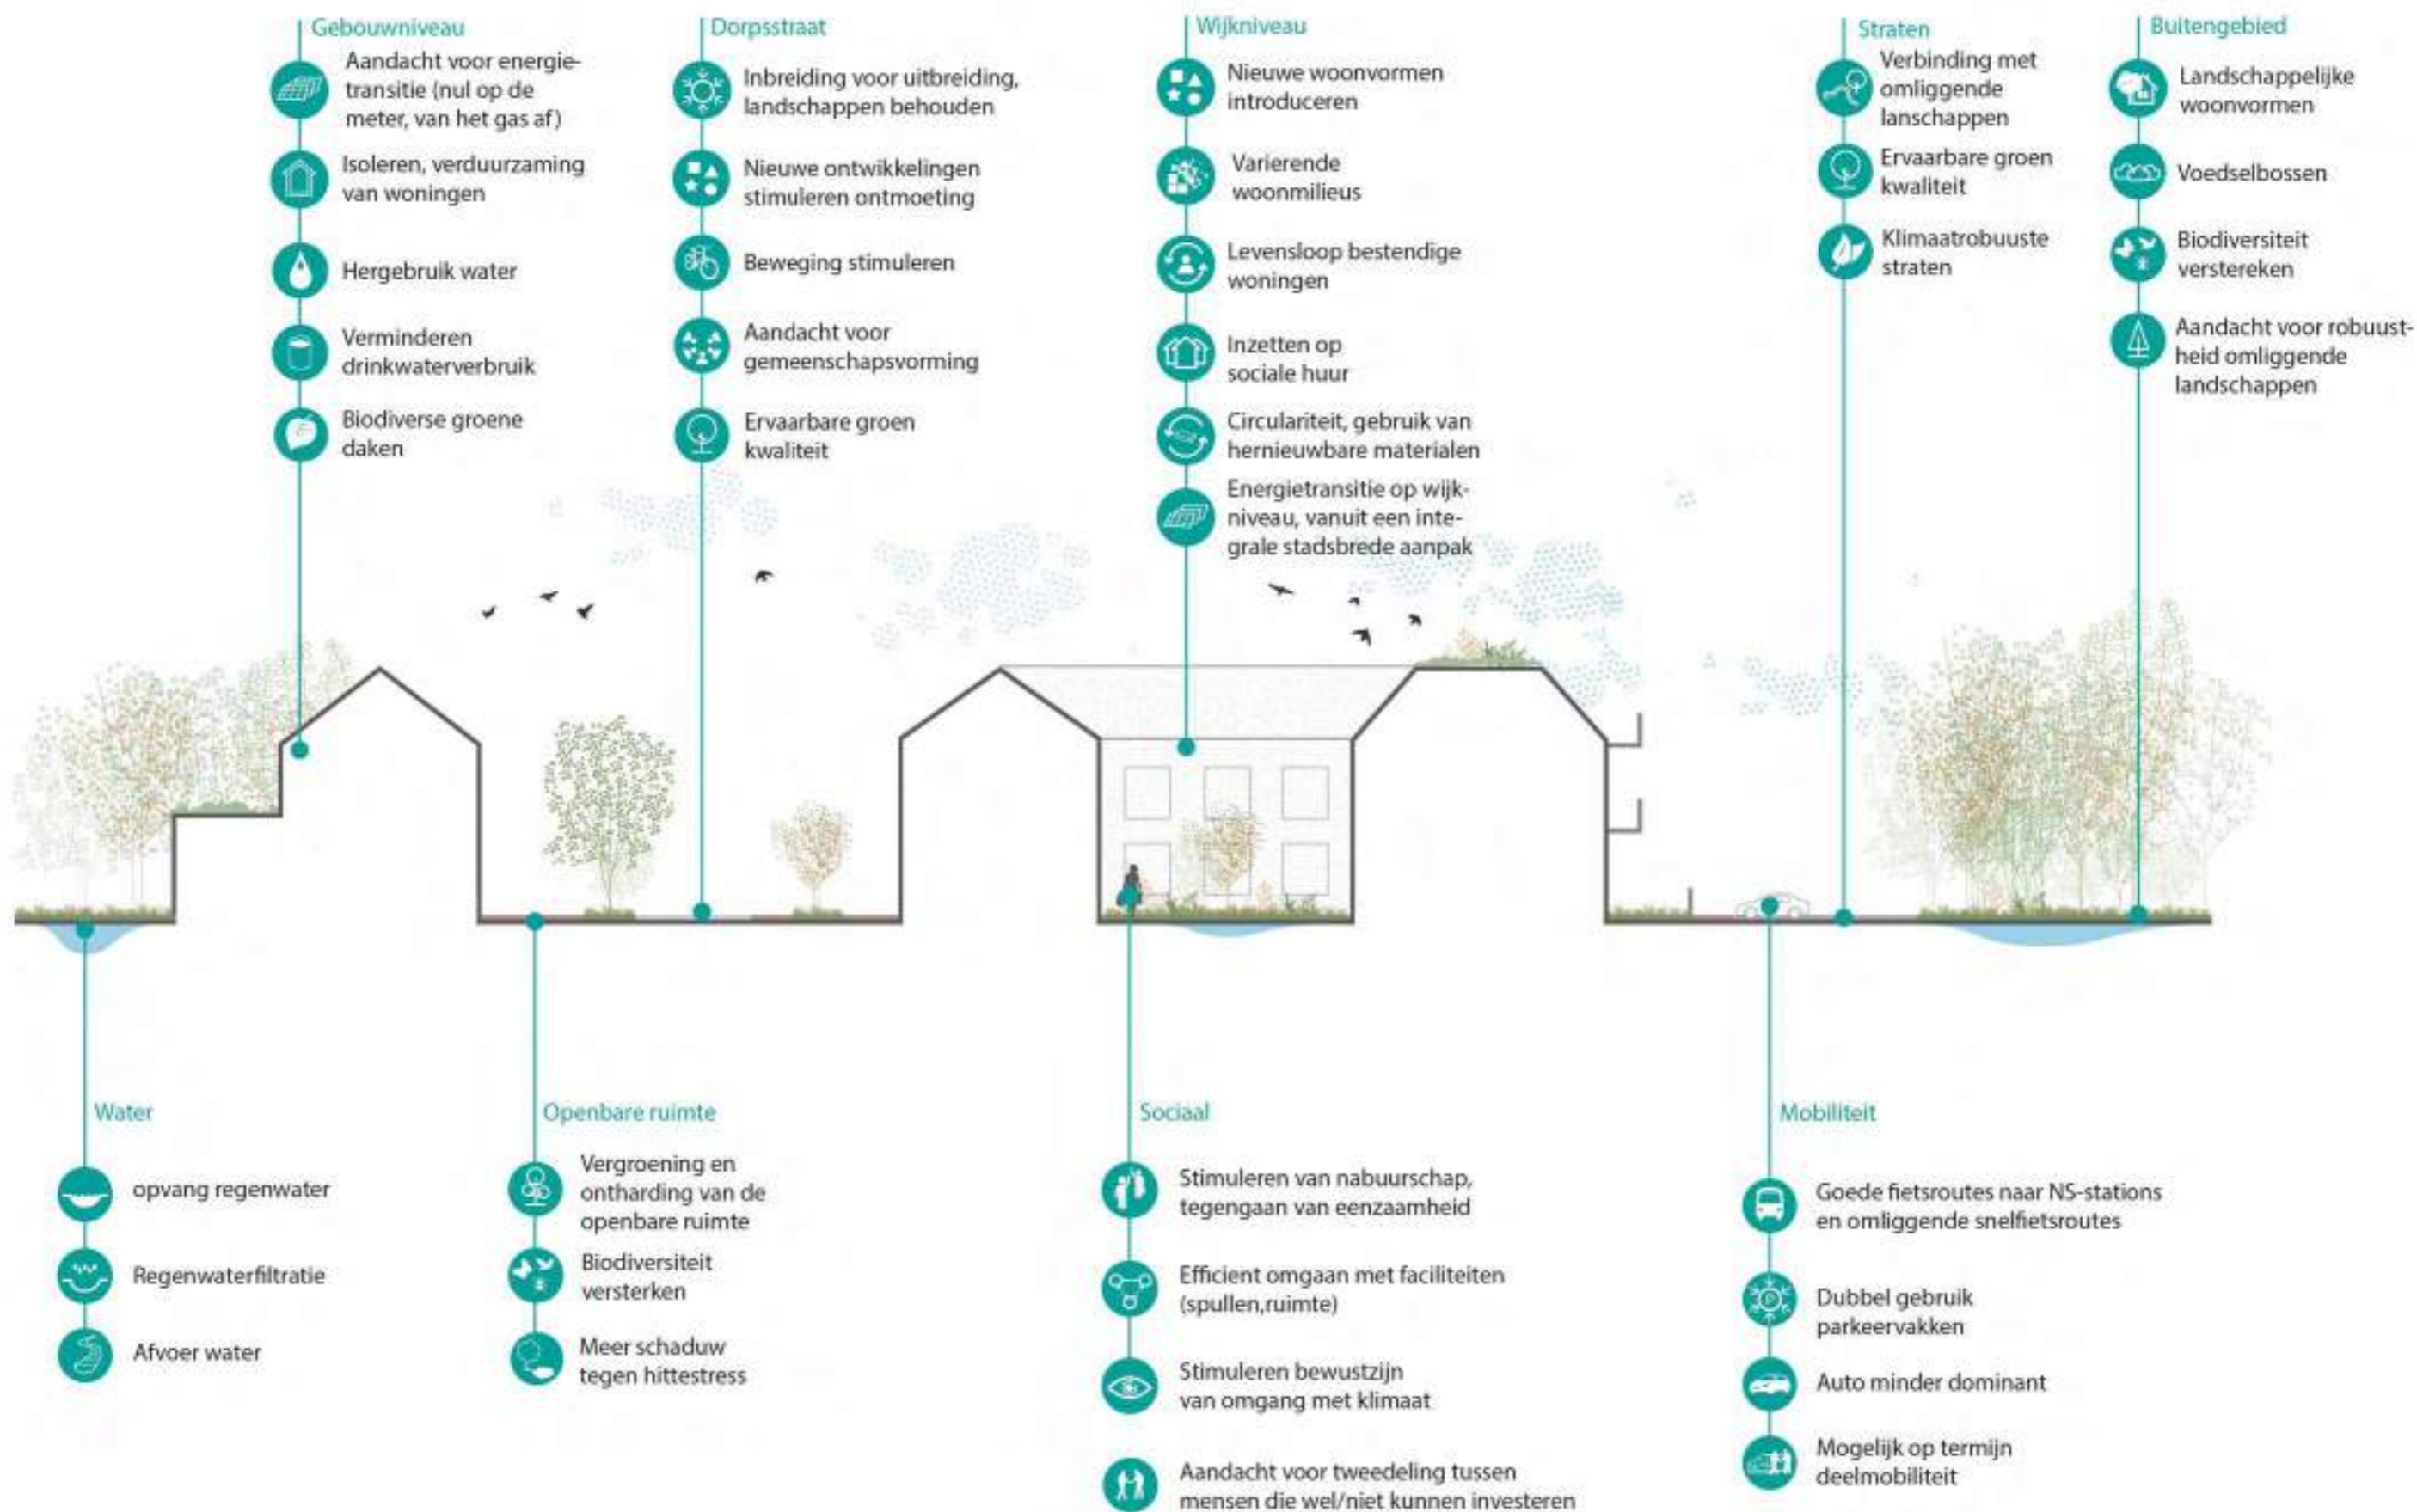 Gebouwniveau
Aandacht voor energie-
transitie (nul op de
meter, van het gas af)
Isoleren, verduurzaming
van woningen
Hergebruik water
Verminderen
drinkwaterverbruik
Biodiverse groene
daken
Dorpsstraat
Inbreiding voor uitbreiding,
landschappen behouden
Nieuwe ontwikkelingen
stimuleren ontmoeting
Beweging stimuleren
Aandacht voor
gemeenschapsvorming
Ervaarbare groen
kwaliteit
Wijkniveau
Nieuwe woonvormen
introduceren
Varierende
woonmilieus
Levensloop bestendige
woningen
Inzetten op
sociale huur
Circulariteit, gebruik van
hernieuwbare materialen
Energietransitie op wijk-
niveau, vanuit een inte-
grale stadsbrede aanpak
Straten
Verbinding met
omliggende
lanschappen
Ervaarbare groen
kwaliteit
Klimaatrobuuste
straten
Buitengebied
Landschappelijke
woonvormen
Voedselbossen
Biodiversiteit
verstereken
Aandacht voor robuust-
heid omliggende
landschappen
Water
opvang regenwater
Regenwaterfiltratie
Afvoer water
Openbare ruimte
Vergroening en
ontharding van de
openbare ruimte
Biodiversiteit
versterken
Meer schaduw
tegen hittestress
Sociaal
Stimuleren van nabuurschap,
tegengaan van eenzaamheid
Efficient omgaan met faciliteiten
(spullen,ruimte)
Stimuleren bewustzijn
van omgang met klimaat
Aandacht voor tweedeling tussen
mensen die wel/niet kunnen investeren
Mobiliteit
Goede fietsroutes naar NS-stations
en omliggende snelfietsroutes
Dubbel gebruik
parkeervakken
Auto minder dominant
Mogelijk op termijn
deelmobiliteit